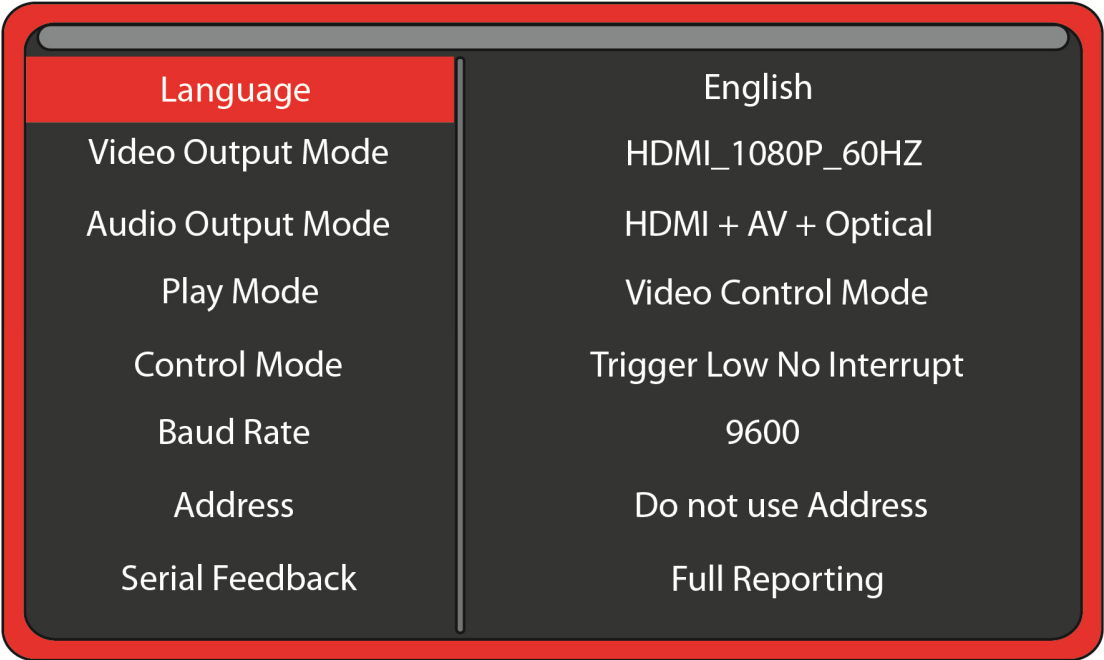 Language English
Video Output Mode HDMI_1080P_60HZ
Audio Output Mode HDMI + AV + Optical
Play Mode Video Control Mode
Control Mode Trigger Low No Interrupt
Baud Rate 9600
Address Do not use Address
Serial Feedback Full Reporting